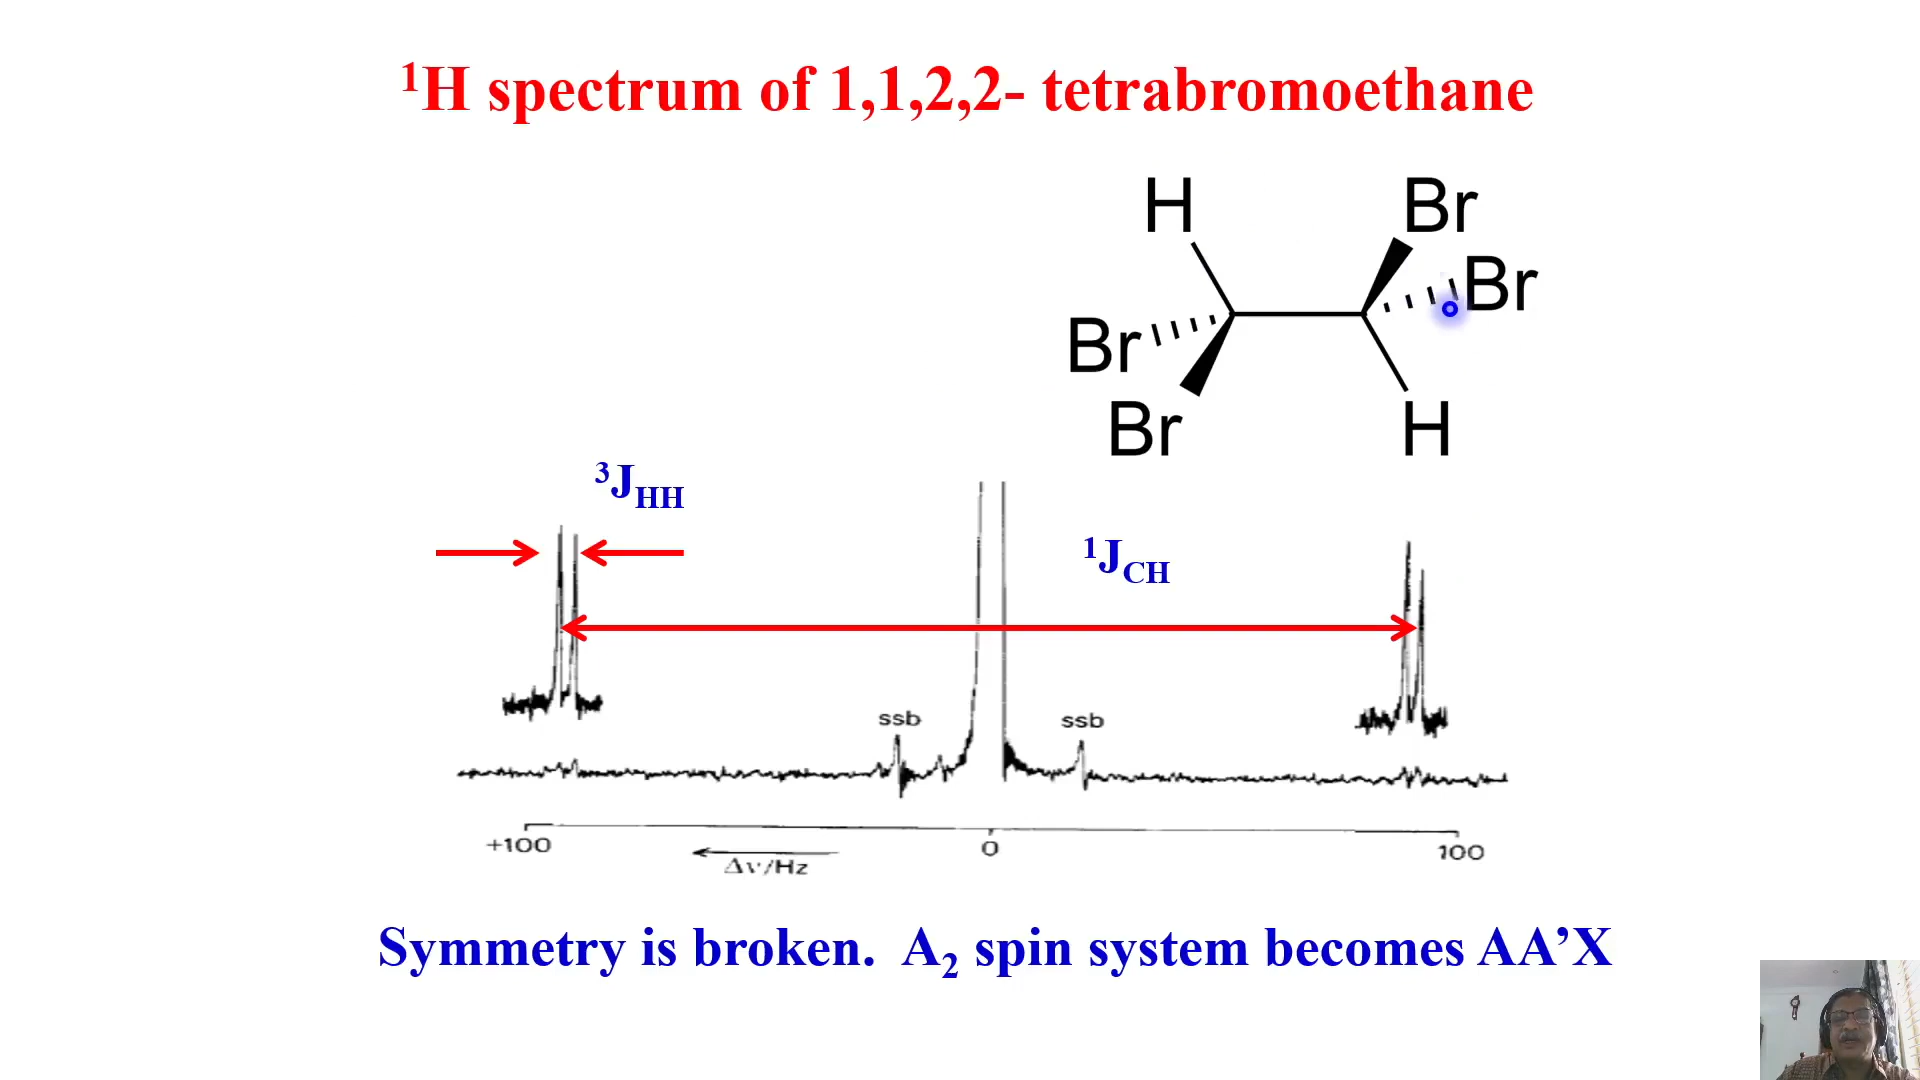 ¹H spectrum of 1,1,2,2- tetrabromoethane
H
Br
Br
Br
Br
H
³J_HH
¹J_CH
ssb
ssb
+100
0
100
Δν/Hz
Symmetry is broken. A₂ spin system becomes AA’X